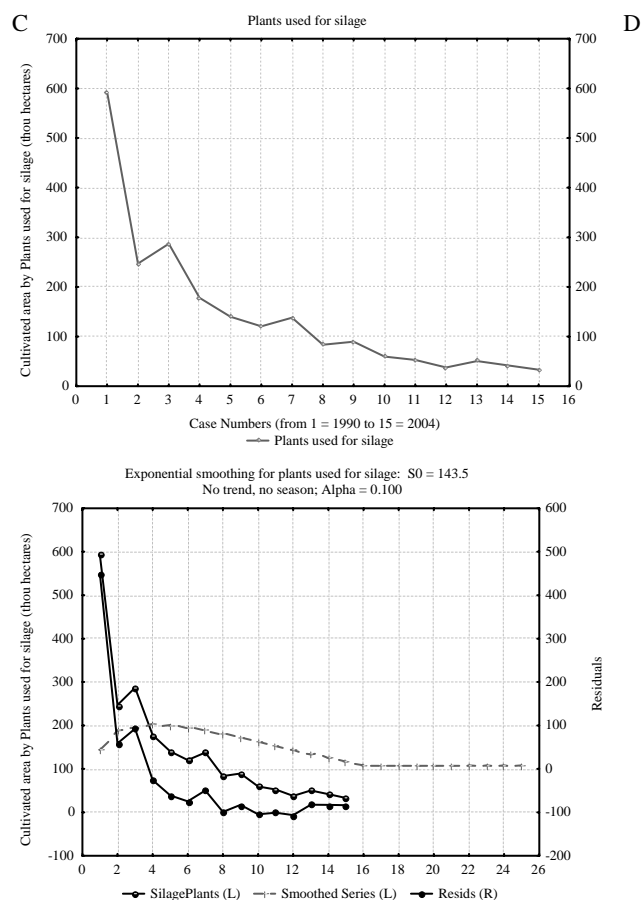 C
D
Plants used for silage
Cultivated area by Plants used for silage (thou hectares)
700
600
500
400
300
200
100
0
700
600
500
400
300
200
100
0
0 1 2 3 4 5 6 7 8 9 10 11 12 13 14 15 16
Case Numbers (from 1 = 1990 to 15 = 2004)
Plants used for silage
Exponential smoothing for plants used for silage: S0 = 143.5
No trend, no season; Alpha = 0.100
Cultivated area by Plants used for silage (thou hectares)
700
600
500
400
300
200
100
0
-100
600
500
400
300
200
100
0
-100
-200
Residuals
0 2 4 6 8 10 12 14 16 18 20 22 24 26
SilagePlants (L) Smoothed Series (L) Resids (R)